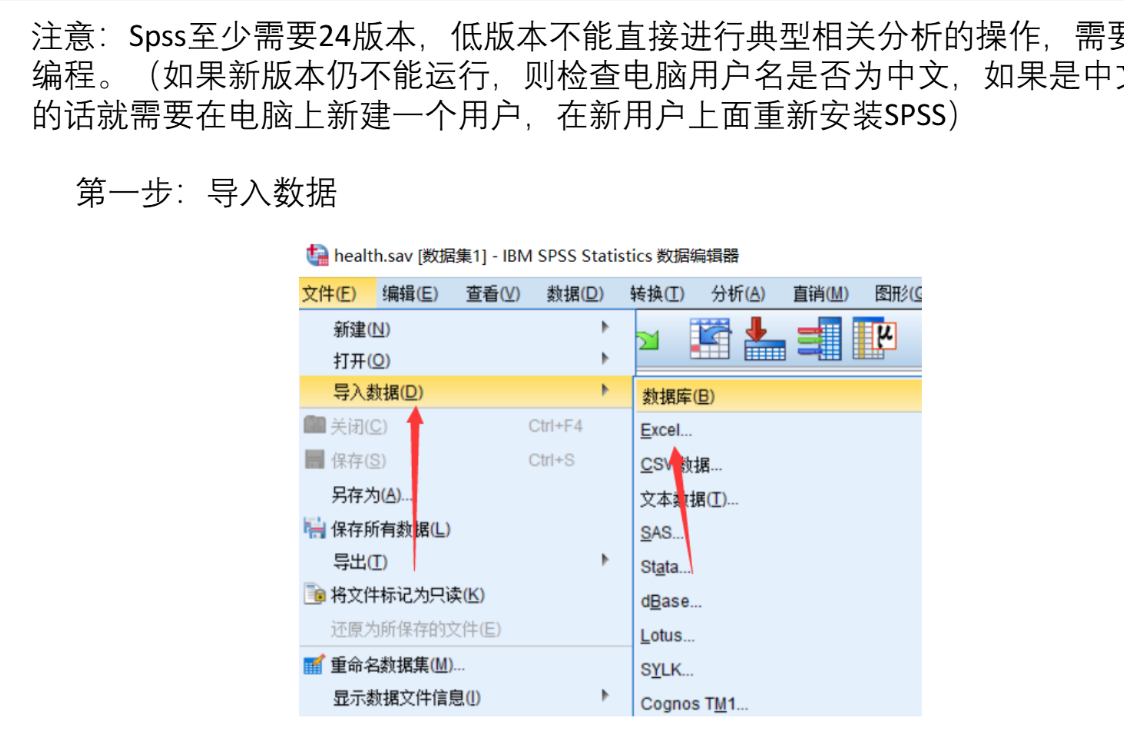 注意：Spss至少需要24版本，低版本不能直接进行典型相关分析的操作，需要
编程。（如果新版本仍不能运行，则检查电脑用户名是否为中文，如果是中文
的话就需要在电脑上新建一个用户，在新用户上面重新安装SPSS）
第一步：导入数据
health.sav [数据集1] - IBM SPSS Statistics 数据编辑器
文件(F) 编辑(E) 查看(V) 数据(D) 转换(T) 分析(A) 直销(M) 图形(G
新建(N)
打开(O)
导入数据(D)
关闭(C) Ctrl+F4
保存(S) Ctrl+S
另存为(A)...
保存所有数据(L)
导出(T)
将文件标记为只读(K)
还原为所保存的文件(E)
重命名数据集(M)...
显示数据文件信息(I)
μ
数据库(B)
Excel...
CSV 数据...
文本数据(T)...
SAS...
Stata...
dBase...
Lotus...
SYLK...
Cognos TM1...